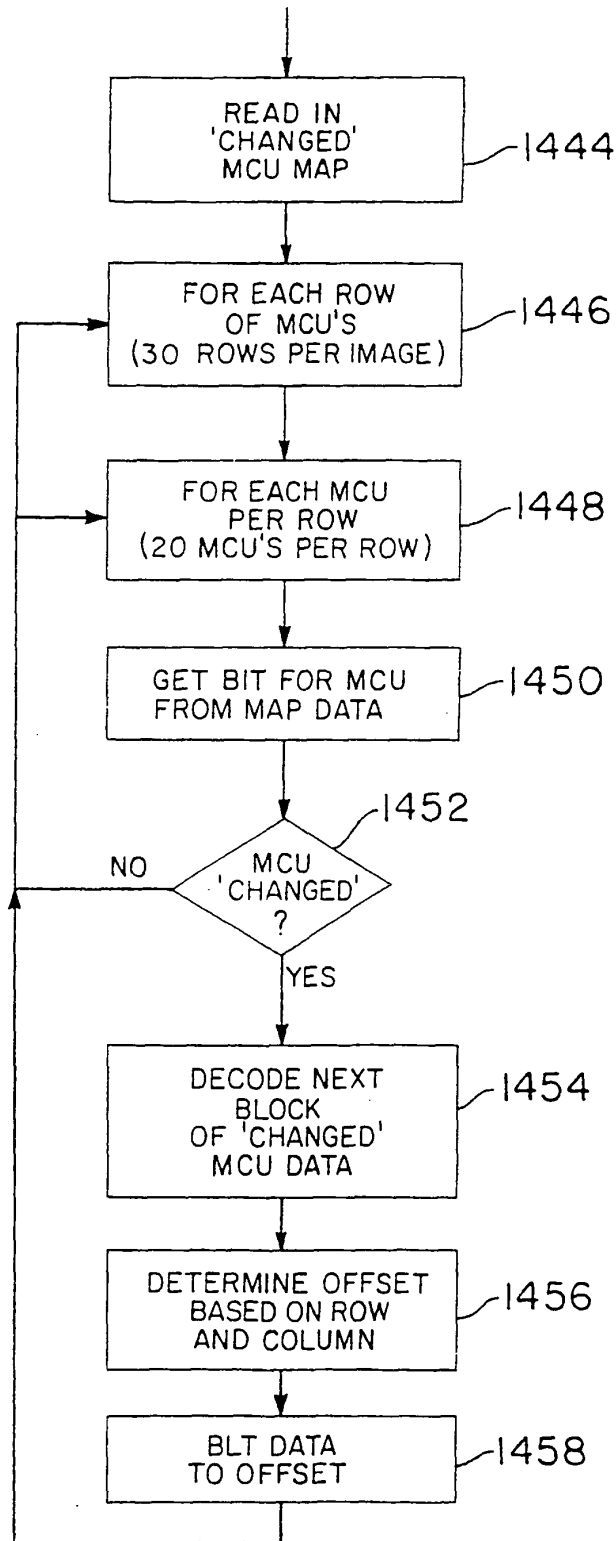 READ IN
'CHANGED'
MCU MAP
1444
FOR EACH ROW
OF MCU'S
(30 ROWS PER IMAGE)
1446
FOR EACH MCU
PER ROW
(20 MCU'S PER ROW)
1448
GET BIT FOR MCU
FROM MAP DATA
1450
1452
MCU
'CHANGED'
?
NO
YES
DECODE NEXT
BLOCK
OF 'CHANGED'
MCU DATA
1454
DETERMINE OFFSET
BASED ON ROW
AND COLUMN
1456
BLT DATA
TO OFFSET
1458